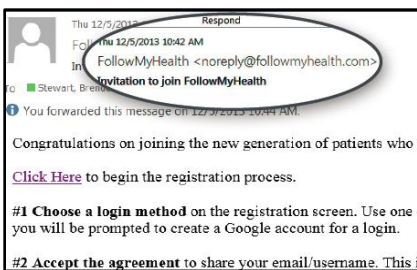 Respond
Thu 12/5/2013
Thu 12/5/2013 10:42 AM
FollowMyHealth <noreply@followmyhealth.com>
Invitation to join FollowMyHealth
To Stewart,
You forwarded this message on 12/5/2013 10:44 AM.
Congratulations on joining the new generation of patients who
Click Here to begin the registration process.
#1 Choose a login method on the registration screen. Use one
you will be prompted to create a Google account for a login.
#2 Accept the agreement to share your email/username. This i